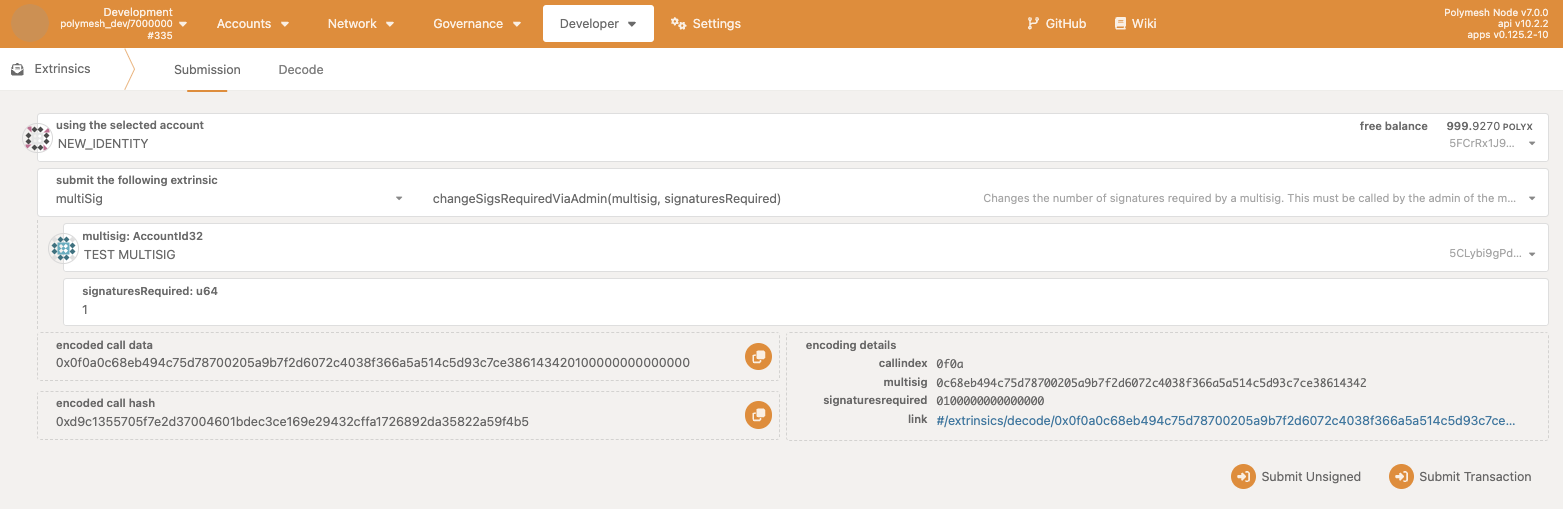 Development
polymesh_dev/7000000
#335
Accounts
Network
Governance
Developer
Settings
GitHub
Wiki
Polymesh Node v7.0.0
api v10.2.2
apps v0.125.2-10
Extrinsics
Submission
Decode
using the selected account
NEW_IDENTITY
free balance 999.9270 POLYX
5FCrRx1J9...
submit the following extrinsic
multiSig
changeSigsRequiredViaAdmin(multisig, signaturesRequired)
Changes the number of signatures required by a multisig. This must be called by the admin of the m...
multisig: AccountId32
TEST MULTISIG
5CLybi9gPd...
signaturesRequired: u64
1
encoded call data
0x0f0a0c68eb494c75d78700205a9b7f2d6072c4038f366a5a514c5d93c7ce386143420100000000000000
encoded call hash
0xd9c1355705f7e2d37004601bdec3ce169e29432cffa1726892da35822a59f4b5
encoding details
callindex 0f0a
multisig 0c68eb494c75d78700205a9b7f2d6072c4038f366a5a514c5d93c7ce38614342
signaturesrequired 0100000000000000
link #/extrinsics/decode/0x0f0a0c68eb494c75d78700205a9b7f2d6072c4038f366a5a514c5d93c7ce...
Submit Unsigned
Submit Transaction